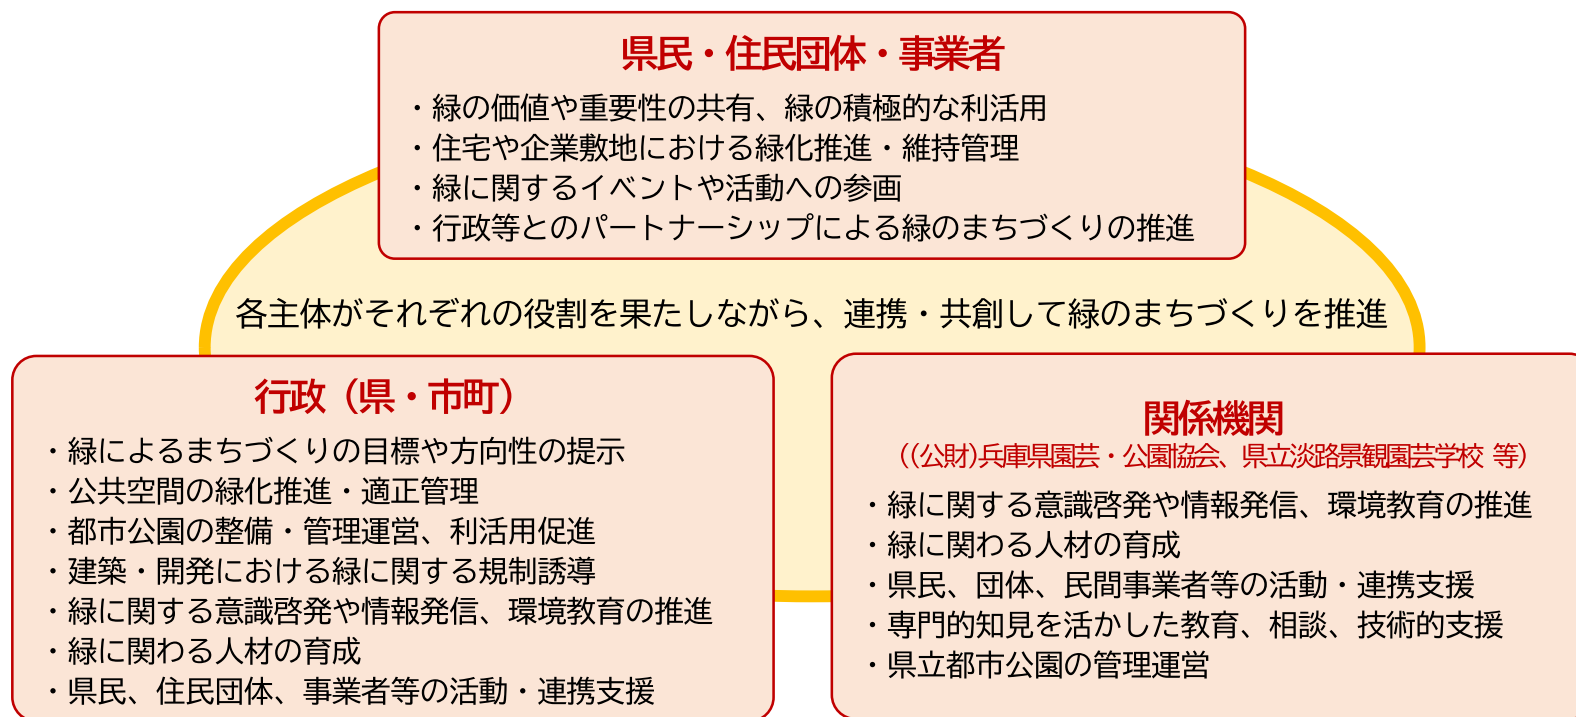 県民・住民団体・事業者
・緑の価値や重要性の共有、緑の積極的な利活用
・住宅や企業敷地における緑化推進・維持管理
・緑に関するイベントや活動への参画
・行政等とのパートナーシップによる緑のまちづくりの推進
各主体がそれぞれの役割を果たしながら、連携・共創して緑のまちづくりを推進
行政（県・市町）
・緑によるまちづくりの目標や方向性の提示
・公共空間の緑化推進・適正管理
・都市公園の整備・管理運営、利活用促進
・建築・開発における緑に関する規制誘導
・緑に関する意識啓発や情報発信、環境教育の推進
・緑に関わる人材の育成
・県民、住民団体、事業者等の活動・連携支援
関係機関
（(公財)兵庫県園芸・公園協会、県立淡路景観園芸学校 等）
・緑に関する意識啓発や情報発信、環境教育の推進
・緑に関わる人材の育成
・県民、団体、民間事業者等の活動・連携支援
・専門的知見を活かした教育、相談、技術的支援
・県立都市公園の管理運営